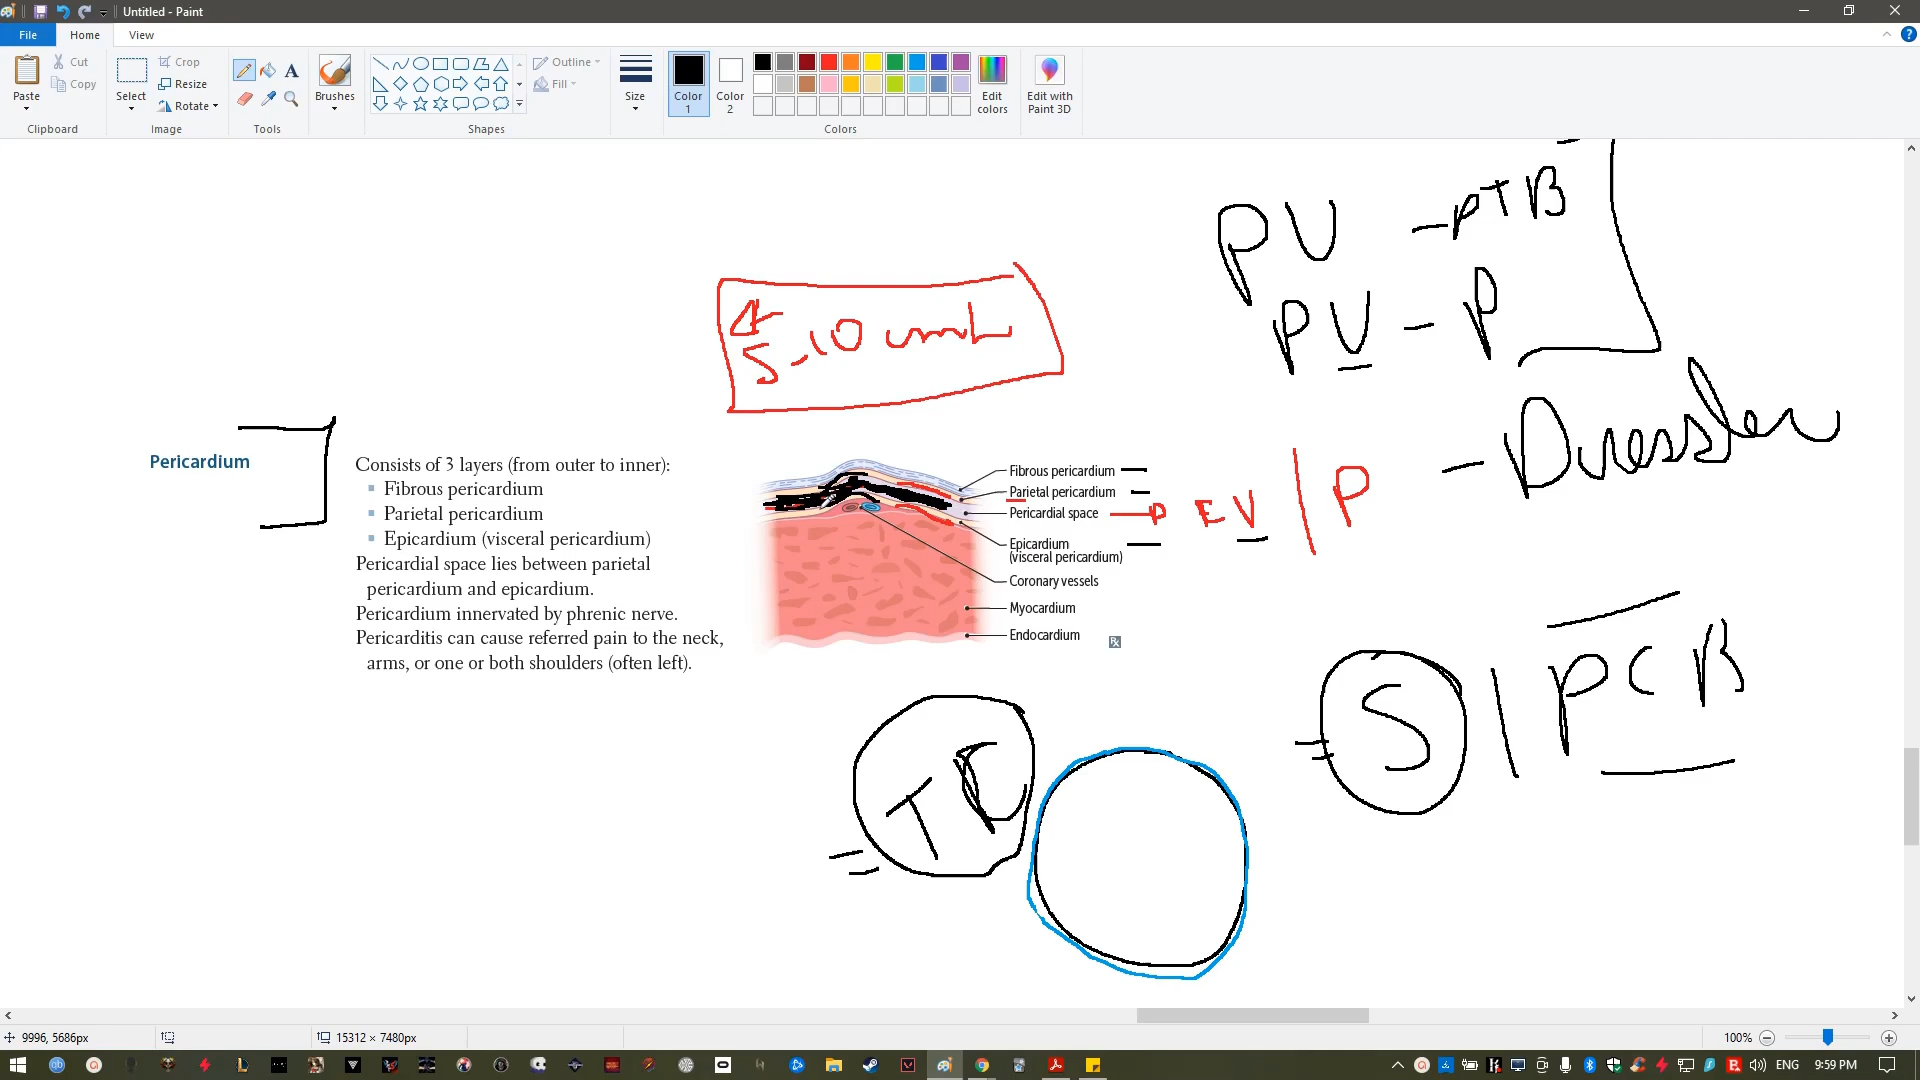 Untitled - Paint
File Home View
Paste
Cut
Copy
Clipboard
Select
Crop
Resize
Rotate
Image
Tools
Brushes
Outline
Fill
Shapes
Size
Color 1
Color 2
Edit colors
Edit with Paint 3D
Colors
PV - PTB
PV - P
Dressler
5-10 mL
Pericardium
Consists of 3 layers (from outer to inner):
Fibrous pericardium
Parietal pericardium
Epicardium (visceral pericardium)
Pericardial space lies between parietal
pericardium and epicardium.
Pericardium innervated by phrenic nerve.
Pericarditis can cause referred pain to the neck,
arms, or one or both shoulders (often left).
Fibrous pericardium
Parietal pericardium
Pericardial space
Epicardium
(visceral pericardium)
Coronary vessels
Myocardium
Endocardium
Rx
EV | P
S | PCB
9996, 5686px
15312 × 7480px
100%
ENG
9:59 PM